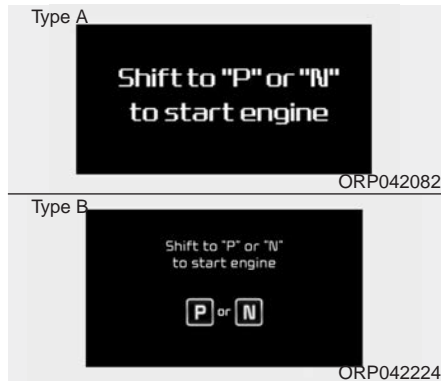 Type A
Shift to "P" or "N"
to start engine
ORP042082
Type B
Shift to "P" or "N"
to start engine
P or N
ORP042224